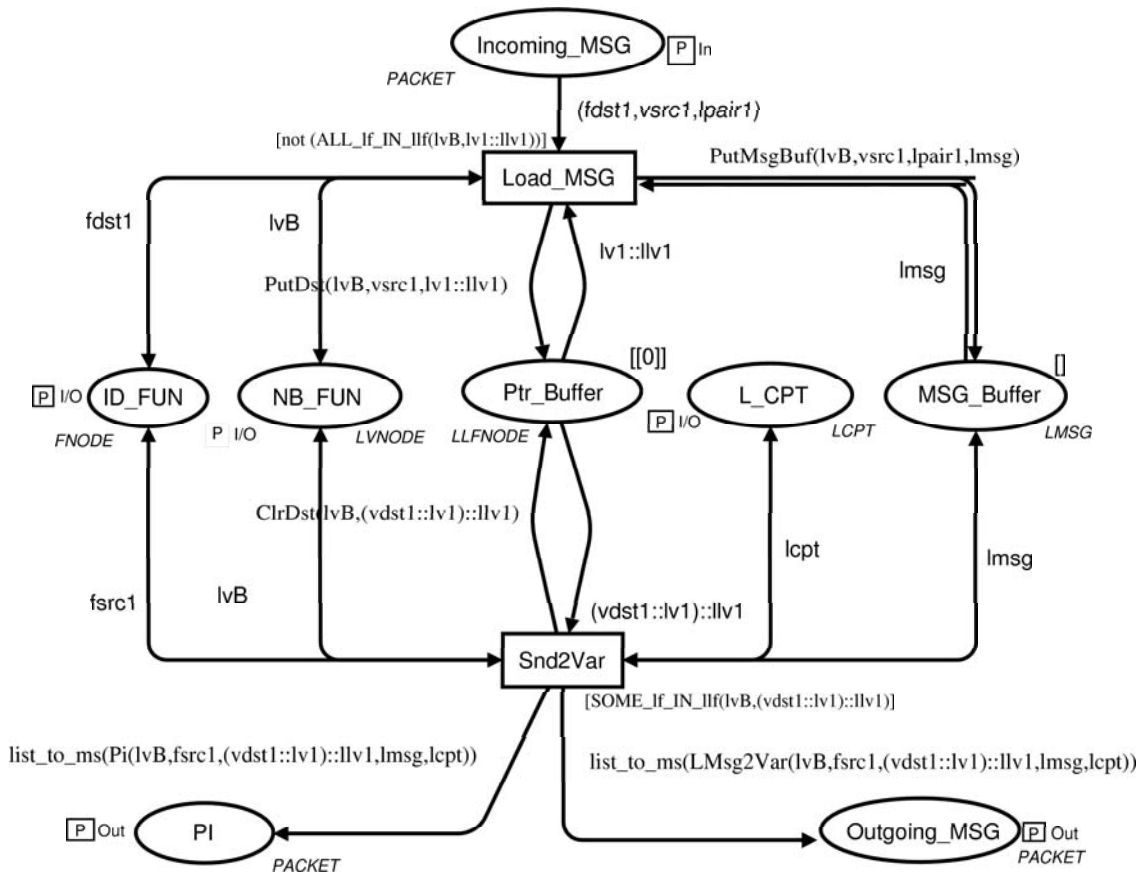 Incoming_MSG
P In
PACKET
(fdst1,vsrc1,lpair1)
[not (ALL_lf_IN_llf(lvB,lv1::llv1))]
PutMsgBuf(lvB,vsrc1,lpair1,lmsg)
Load_MSG
fdst1
lvB
lv1::llv1
lmsg
PutDst(lvB,vsrc1,lv1::llv1)
[[0]]
[]
P I/O
ID_FUN
NB_FUN
Ptr_Buffer
L_CPT
MSG_Buffer
FNODE
P I/O
LVNODE
LLFNODE
P I/O
LCPT
LMSG
ClrDst(lvB,(vdst1::lv1)::llv1)
lcpt
lmsg
fsrc1
lvB
(vdst1::lv1)::llv1
Snd2Var
[SOME_lf_IN_llf(lvB,(vdst1::lv1)::llv1)]
list_to_ms(Pi(lvB,fsrc1,(vdst1::lv1)::llv1,lmsg,lcpt))
list_to_ms(LMsg2Var(lvB,fsrc1,(vdst1::lv1)::llv1,lmsg,lcpt))
P Out
PI
PACKET
Outgoing_MSG
P Out
PACKET